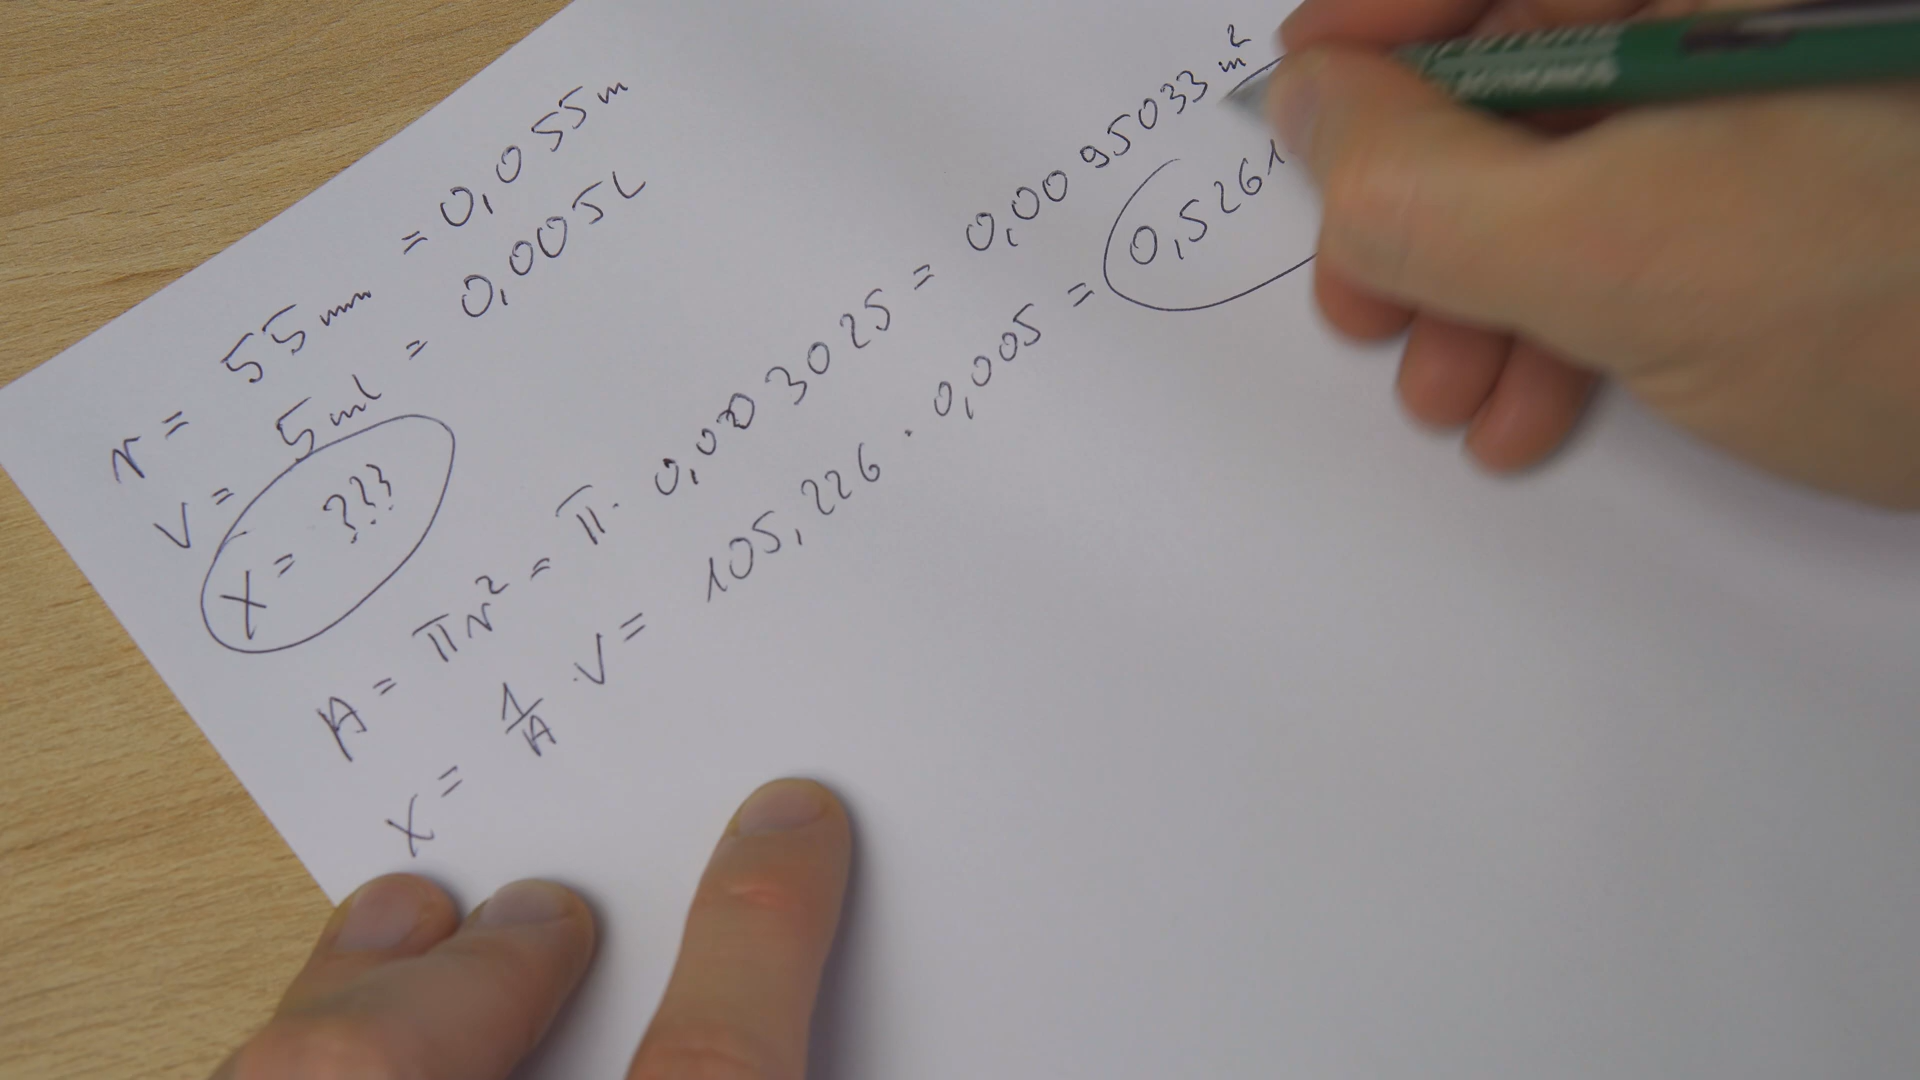 r = 55mm = 0,055m
V = 5ml = 0,005L
X = ???
A = πr² = π · 0,003025 = 0,0095033 m²
X = 1/A · V = 105,226 · 0,005 = 0,5261